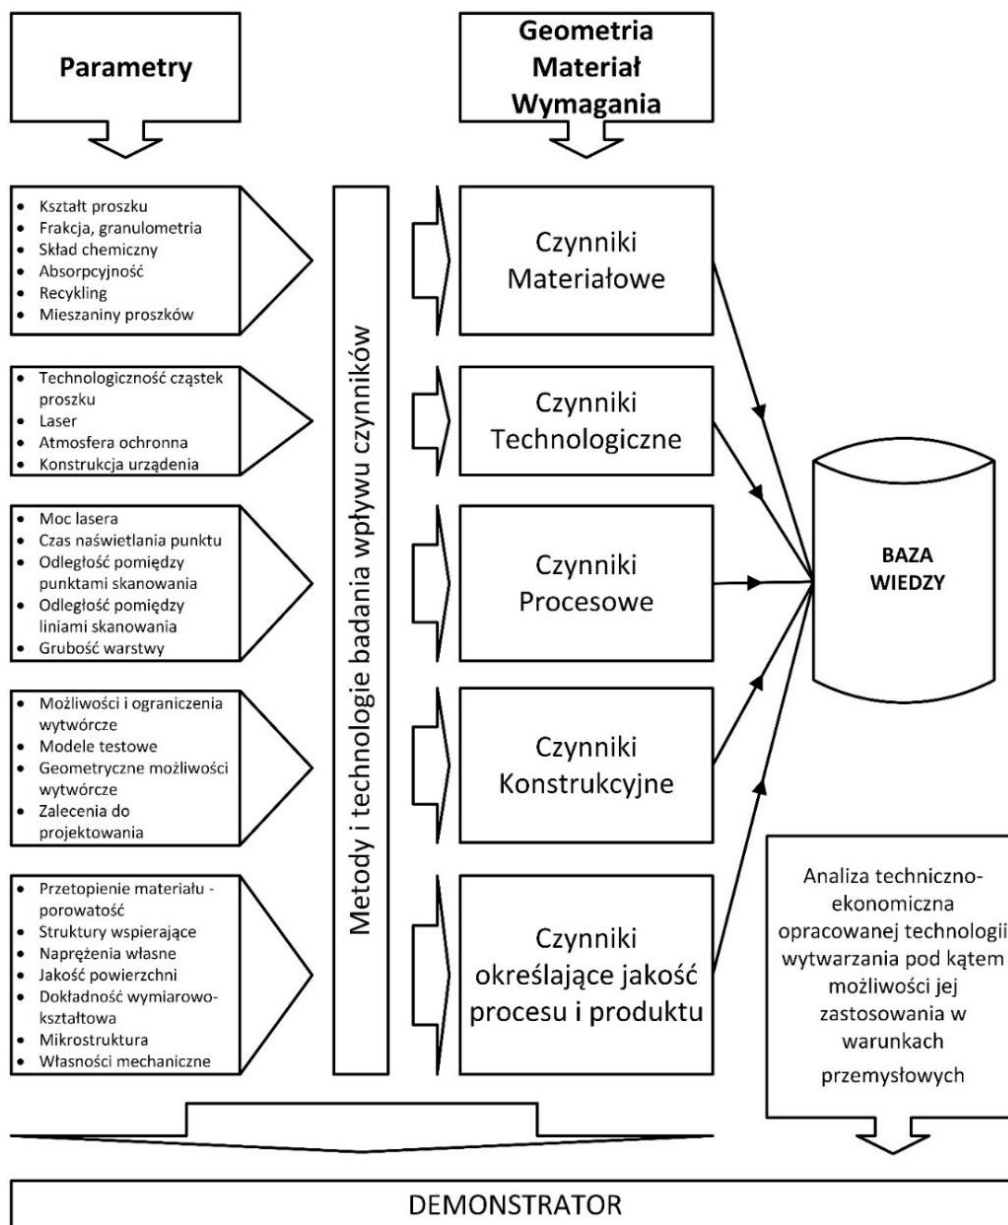 Parametry
Geometria
Materiał
Wymagania
• Kształt proszku
• Frakcja, granulometria
• Skład chemiczny
• Absorpcyjność
• Recykling
• Mieszaniny proszków
• Technologiczność cząstek
proszku
• Laser
• Atmosfera ochronna
• Konstrukcja urządenia
• Moc lasera
• Czas naświetlania punktu
• Odległość pomiędzy
punktami skanowania
• Odległość pomiędzy
liniami skanowania
• Grubość warstwy
• Możliwości i ograniczenia
wytwórcze
• Modele testowe
• Geometryczne możliwości
wytwórcze
• Zalecenia do
projektowania
• Przetopienie materiału -
porowatość
• Struktury wspierające
• Naprężenia własne
• Jakość powierzchni
• Dokładność wymiarowo-
kształtowa
• Mikrostruktura
• Własności mechaniczne
Metody i technologie badania wpływu czynników
Czynniki
Materiałowe
Czynniki
Technologiczne
Czynniki
Procesowe
Czynniki
Konstrukcyjne
Czynniki
określające jakość
procesu i produktu
BAZA
WIEDZY
Analiza techniczno-
ekonomiczna
opracowanej technologii
wytwarzania pod kątem
możliwości jej
zastosowania w
warunkach
przemysłowych
DEMONSTRATOR